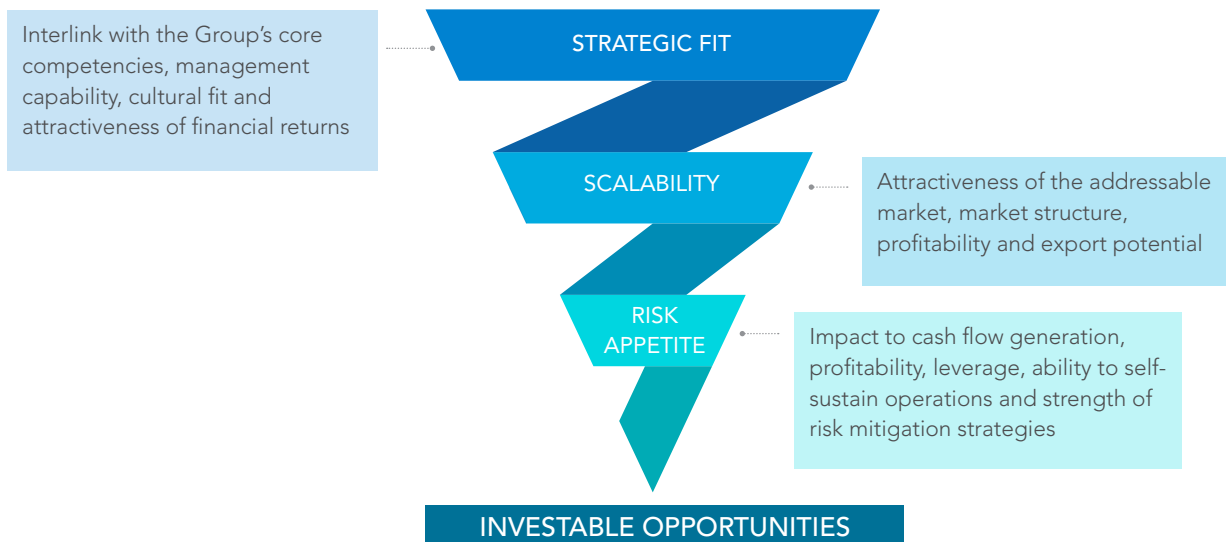 Interlink with the Group’s core
competencies, management
capability, cultural fit and
attractiveness of financial returns
STRATEGIC FIT
SCALABILITY
Attractiveness of the addressable
market, market structure,
profitability and export potential
RISK
APPETITE
Impact to cash flow generation,
profitability, leverage, ability to self-
sustain operations and strength of
risk mitigation strategies
INVESTABLE OPPORTUNITIES